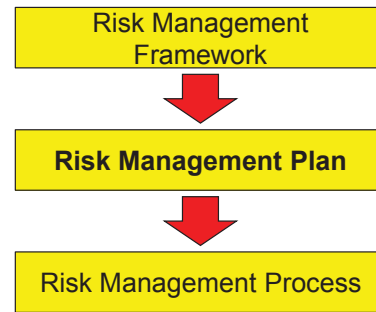 Risk Management
Framework
Risk Management Plan
Risk Management Process